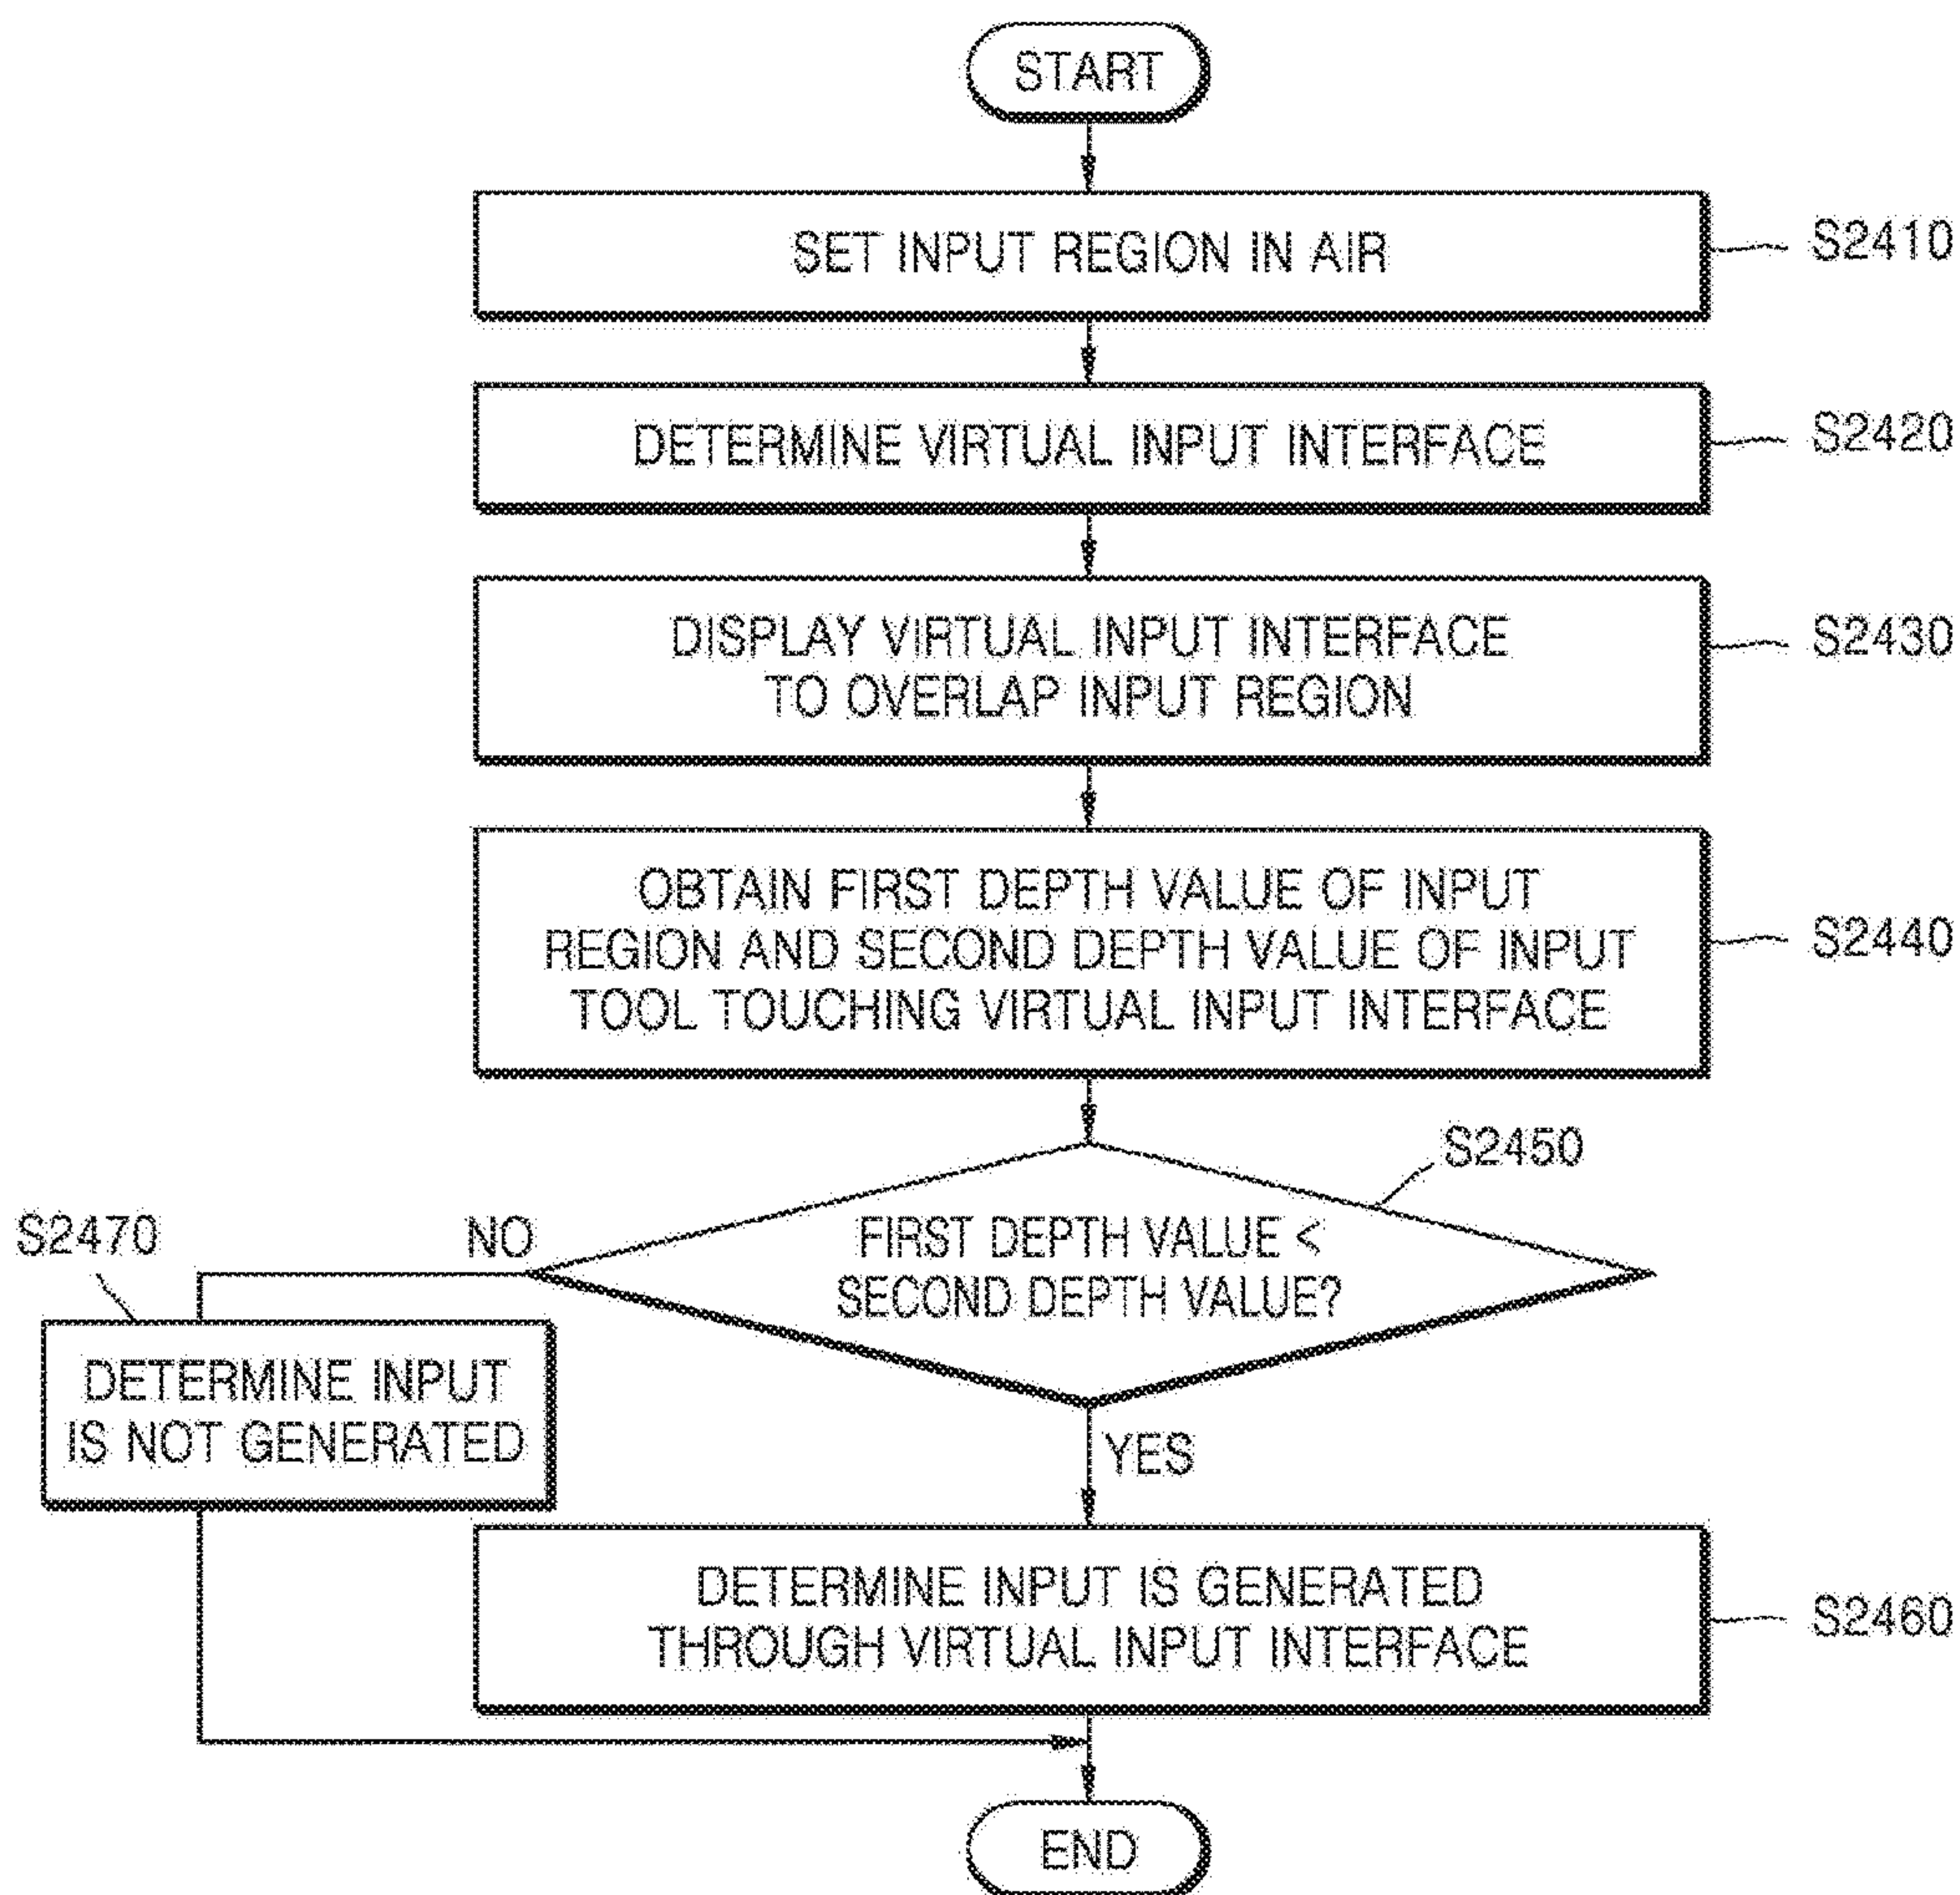 START
SET INPUT REGION IN AIR
S2410
DETERMINE VIRTUAL INPUT INTERFACE
S2420
DISPLAY VIRTUAL INPUT INTERFACE
TO OVERLAP INPUT REGION
S2430
OBTAIN FIRST DEPTH VALUE OF INPUT
REGION AND SECOND DEPTH VALUE OF INPUT
TOOL TOUCHING VIRTUAL INPUT INTERFACE
S2440
S2450
FIRST DEPTH VALUE <
SECOND DEPTH VALUE?
NO
S2470
DETERMINE INPUT
IS NOT GENERATED
YES
DETERMINE INPUT IS GENERATED
THROUGH VIRTUAL INPUT INTERFACE
S2460
END